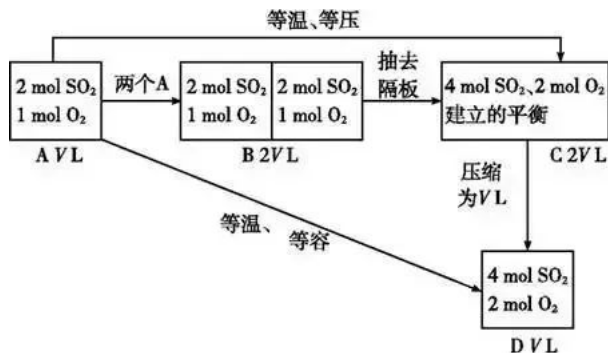 等温、等压
2 mol SO₂
1 mol O₂
A V L
两个A
2 mol SO₂
1 mol O₂
2 mol SO₂
1 mol O₂
B 2V L
抽去
隔板
4 mol SO₂、2 mol O₂
建立的平衡
C 2V L
压缩
为V L
等温、 等容
4 mol SO₂
2 mol O₂
D V L